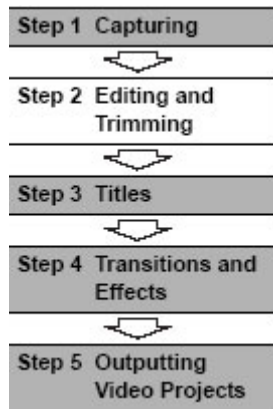 Step 1 Capturing
Step 2 Editing and
Trimming
Step 3 Titles
Step 4 Transitions and
Effects
Step 5 Outputting
Video Projects